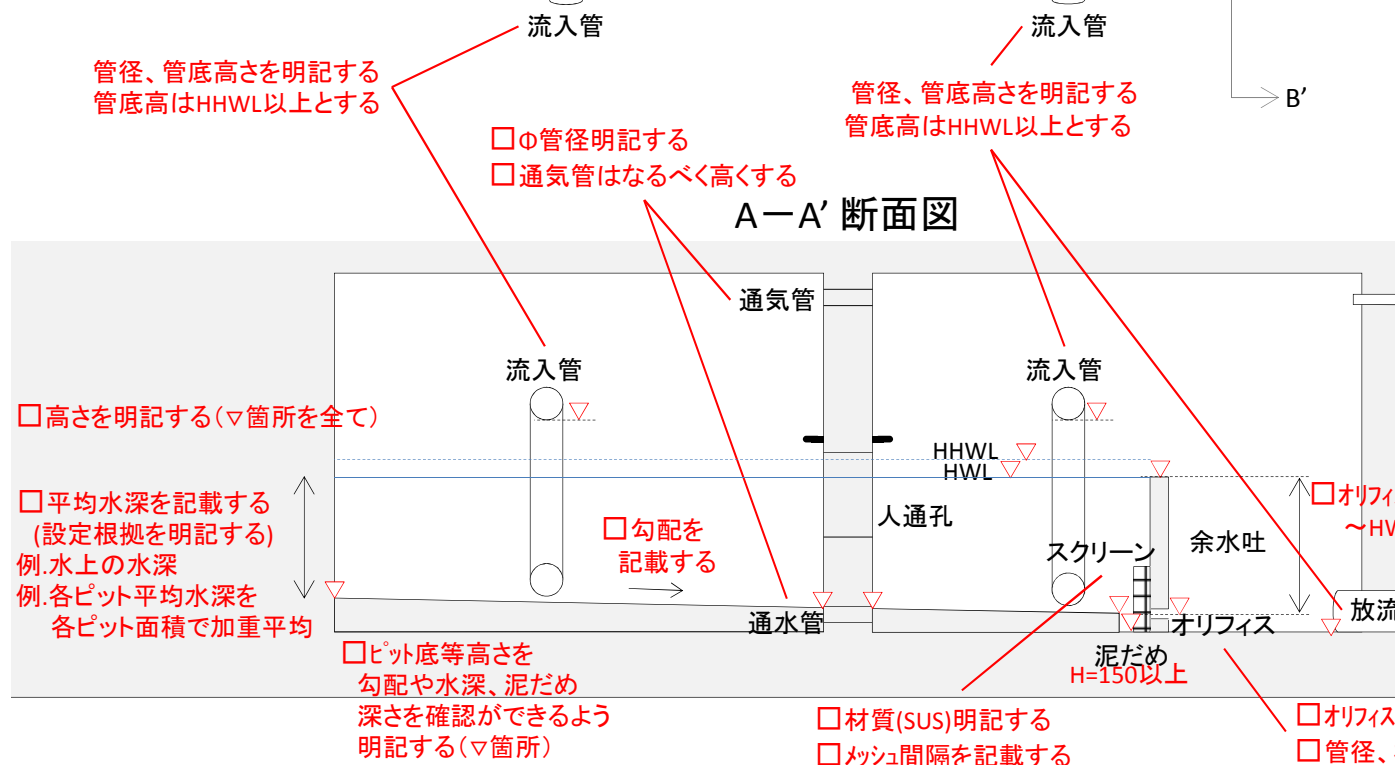 流入管
流入管
管径、管底高さを明記する
管底高はHHWL以上とする
管径、管底高さを明記する
管底高はHHWL以上とする
B’
□Φ管径明記する
□通気管はなるべく高くする
A－A’ 断面図
通気管
流入管
流入管
□高さを明記する（▽箇所を全て）
HHWL
HWL
□平均水深を記載する
(設定根拠を明記する)
例.水上の水深
例.各ピット平均水深を
各ピット面積で加重平均
□勾配を
記載する
人通孔
スクリーン
余水吐
□オリフィ
～HW
通水管
オリフィス
放流
泥だめ
H=150以上
□ピット底等高さを
勾配や水深、泥だめ
深さを確認ができるよう
明記する（▽箇所）
□材質(SUS)明記する
□メッシュ間隔を記載する
□オリフィス
□管径、